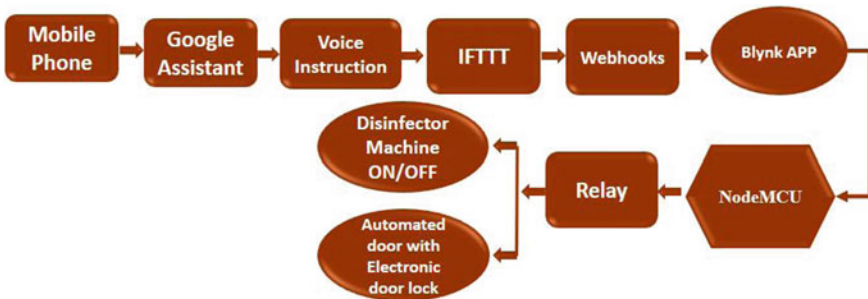 Mobile
Phone
Google
Assistant
Voice
Instruction
IFTTT
Webhooks
Blynk APP
Disinfector
Machine
ON/OFF
Relay
NodeMCU
Automated
door with
Electronic
door lock